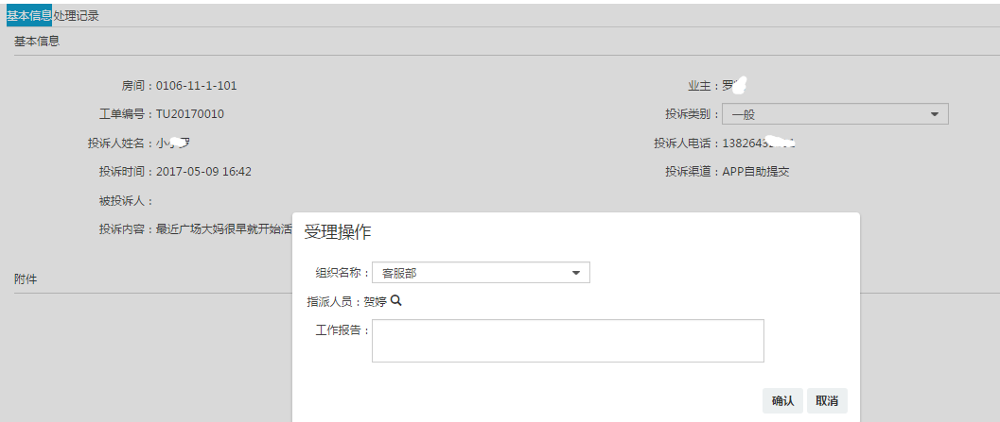 基本信息 处理记录
基本信息
房间：0106-11-1-101 业主：罗
工单编号：TU20170010 投诉类别：一般
投诉人姓名：小 罗 投诉人电话：1382643
投诉时间：2017-05-09 16:42 投诉渠道：APP自助提交
被投诉人：
投诉内容：最近广场大妈很早就开始活
附件
受理操作
组织名称：客服部
指派人员：贺婷
工作报告：
确认 取消